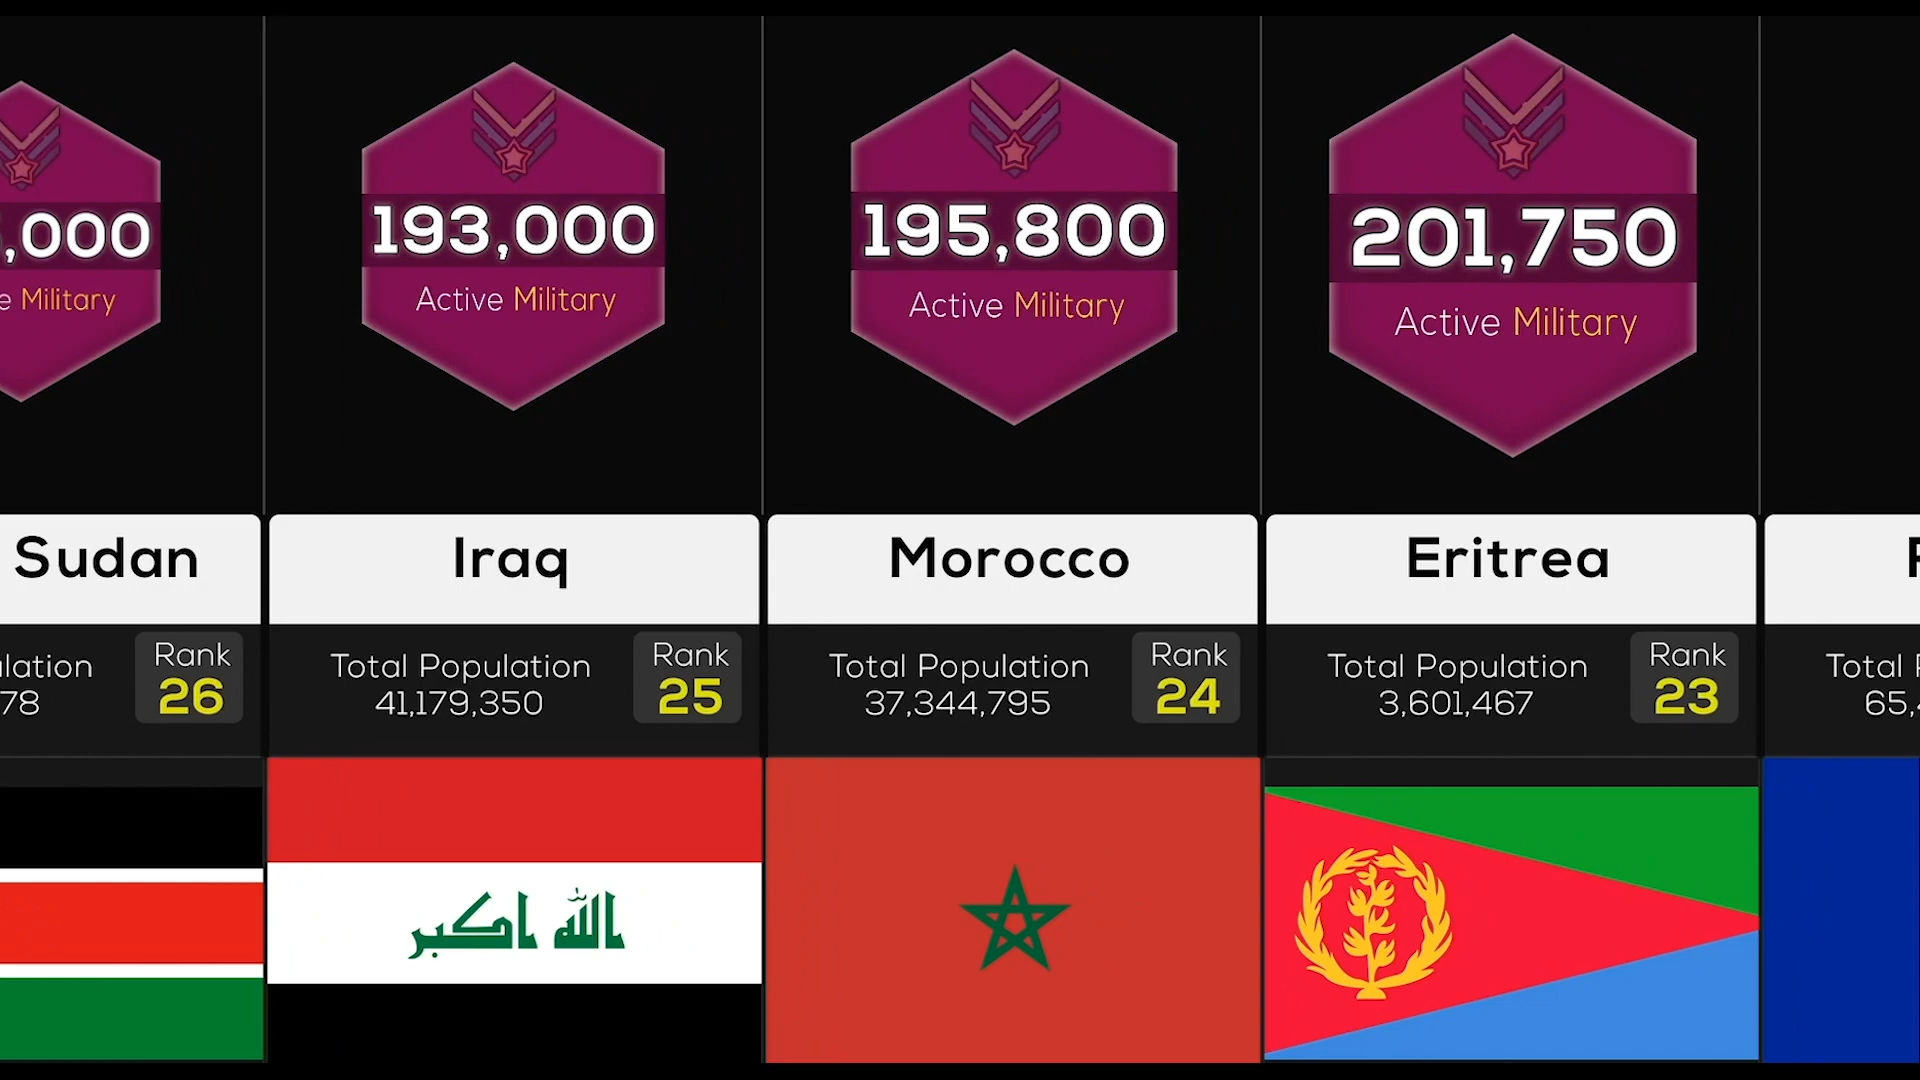 ,000
Military
Sudan
Rank
26
78
193,000
Active Military
Iraq
Total Population
41,179,350
Rank
25
الله اكبر
195,800
Active Military
Morocco
Total Population
37,344,795
Rank
24
201,750
Active Military
Eritrea
Total Population
3,601,467
Rank
23
Total
65,